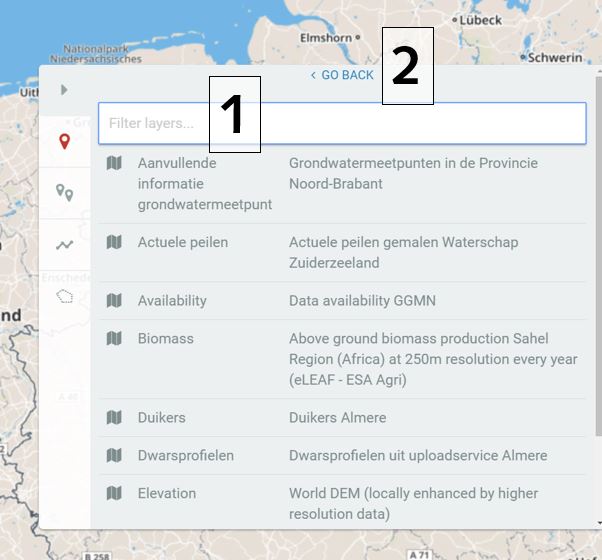 Lübeck
Elmshorn
Nationalpark
Niedersächsisches
Schwerin
2
< GO BACK
1
Filter layers...
Aanvullende informatie grondwatermeetpunt
Grondwatermeetpunten in de Provincie
Noord-Brabant
Actuele peilen
Actuele peilen gemalen Waterschap
Zuiderzeeland
Availability
Data availability GGMN
Biomass
Above ground biomass production Sahel
Region (Africa) at 250m resolution every year
(eLEAF - ESA Agri)
Duikers
Duikers Almere
Dwarsprofielen
Dwarsprofielen uit uploadservice Almere
Elevation
World DEM (locally enhanced by higher
resolution data)
Enschede
nd
A 71
B 258